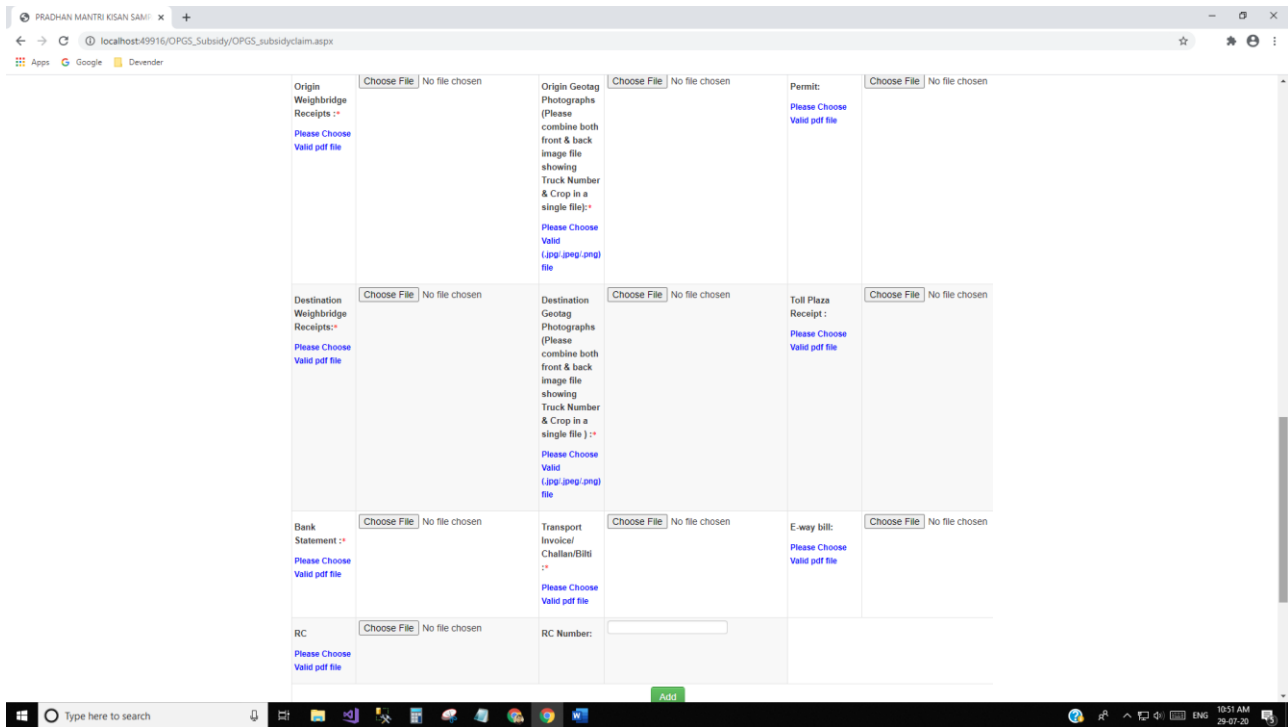 PRADHAN MANTRI KISAN SAMP
localhost:49916/OPGS_Subsidy/OPGS_subsidyclaim.aspx
Apps Google Devender
Origin
Weighbridge
Receipts :*
Please Choose
Valid pdf file
Choose File No file chosen
Origin Geotag
Photographs
(Please
combine both
front & back
image file
showing
Truck Number
& Crop in a
single file):*
Please Choose
Valid
(.jpg/.jpeg/.png)
file
Choose File No file chosen
Permit:
Please Choose
Valid pdf file
Choose File No file chosen
Destination
Weighbridge
Receipts:*
Please Choose
Valid pdf file
Choose File No file chosen
Destination
Geotag
Photographs
(Please
combine both
front & back
image file
showing
Truck Number
& Crop in a
single file ) :*
Please Choose
Valid
(.jpg/.jpeg/.png)
file
Choose File No file chosen
Toll Plaza
Receipt :
Please Choose
Valid pdf file
Choose File No file chosen
Bank
Statement :*
Please Choose
Valid pdf file
Choose File No file chosen
Transport
Invoice/
Challan/Bilti
:*
Please Choose
Valid pdf file
Choose File No file chosen
E-way bill:
Please Choose
Valid pdf file
Choose File No file chosen
RC
Please Choose
Valid pdf file
Choose File No file chosen
RC Number:
Add
Type here to search
ENG
10:51 AM
29-07-20